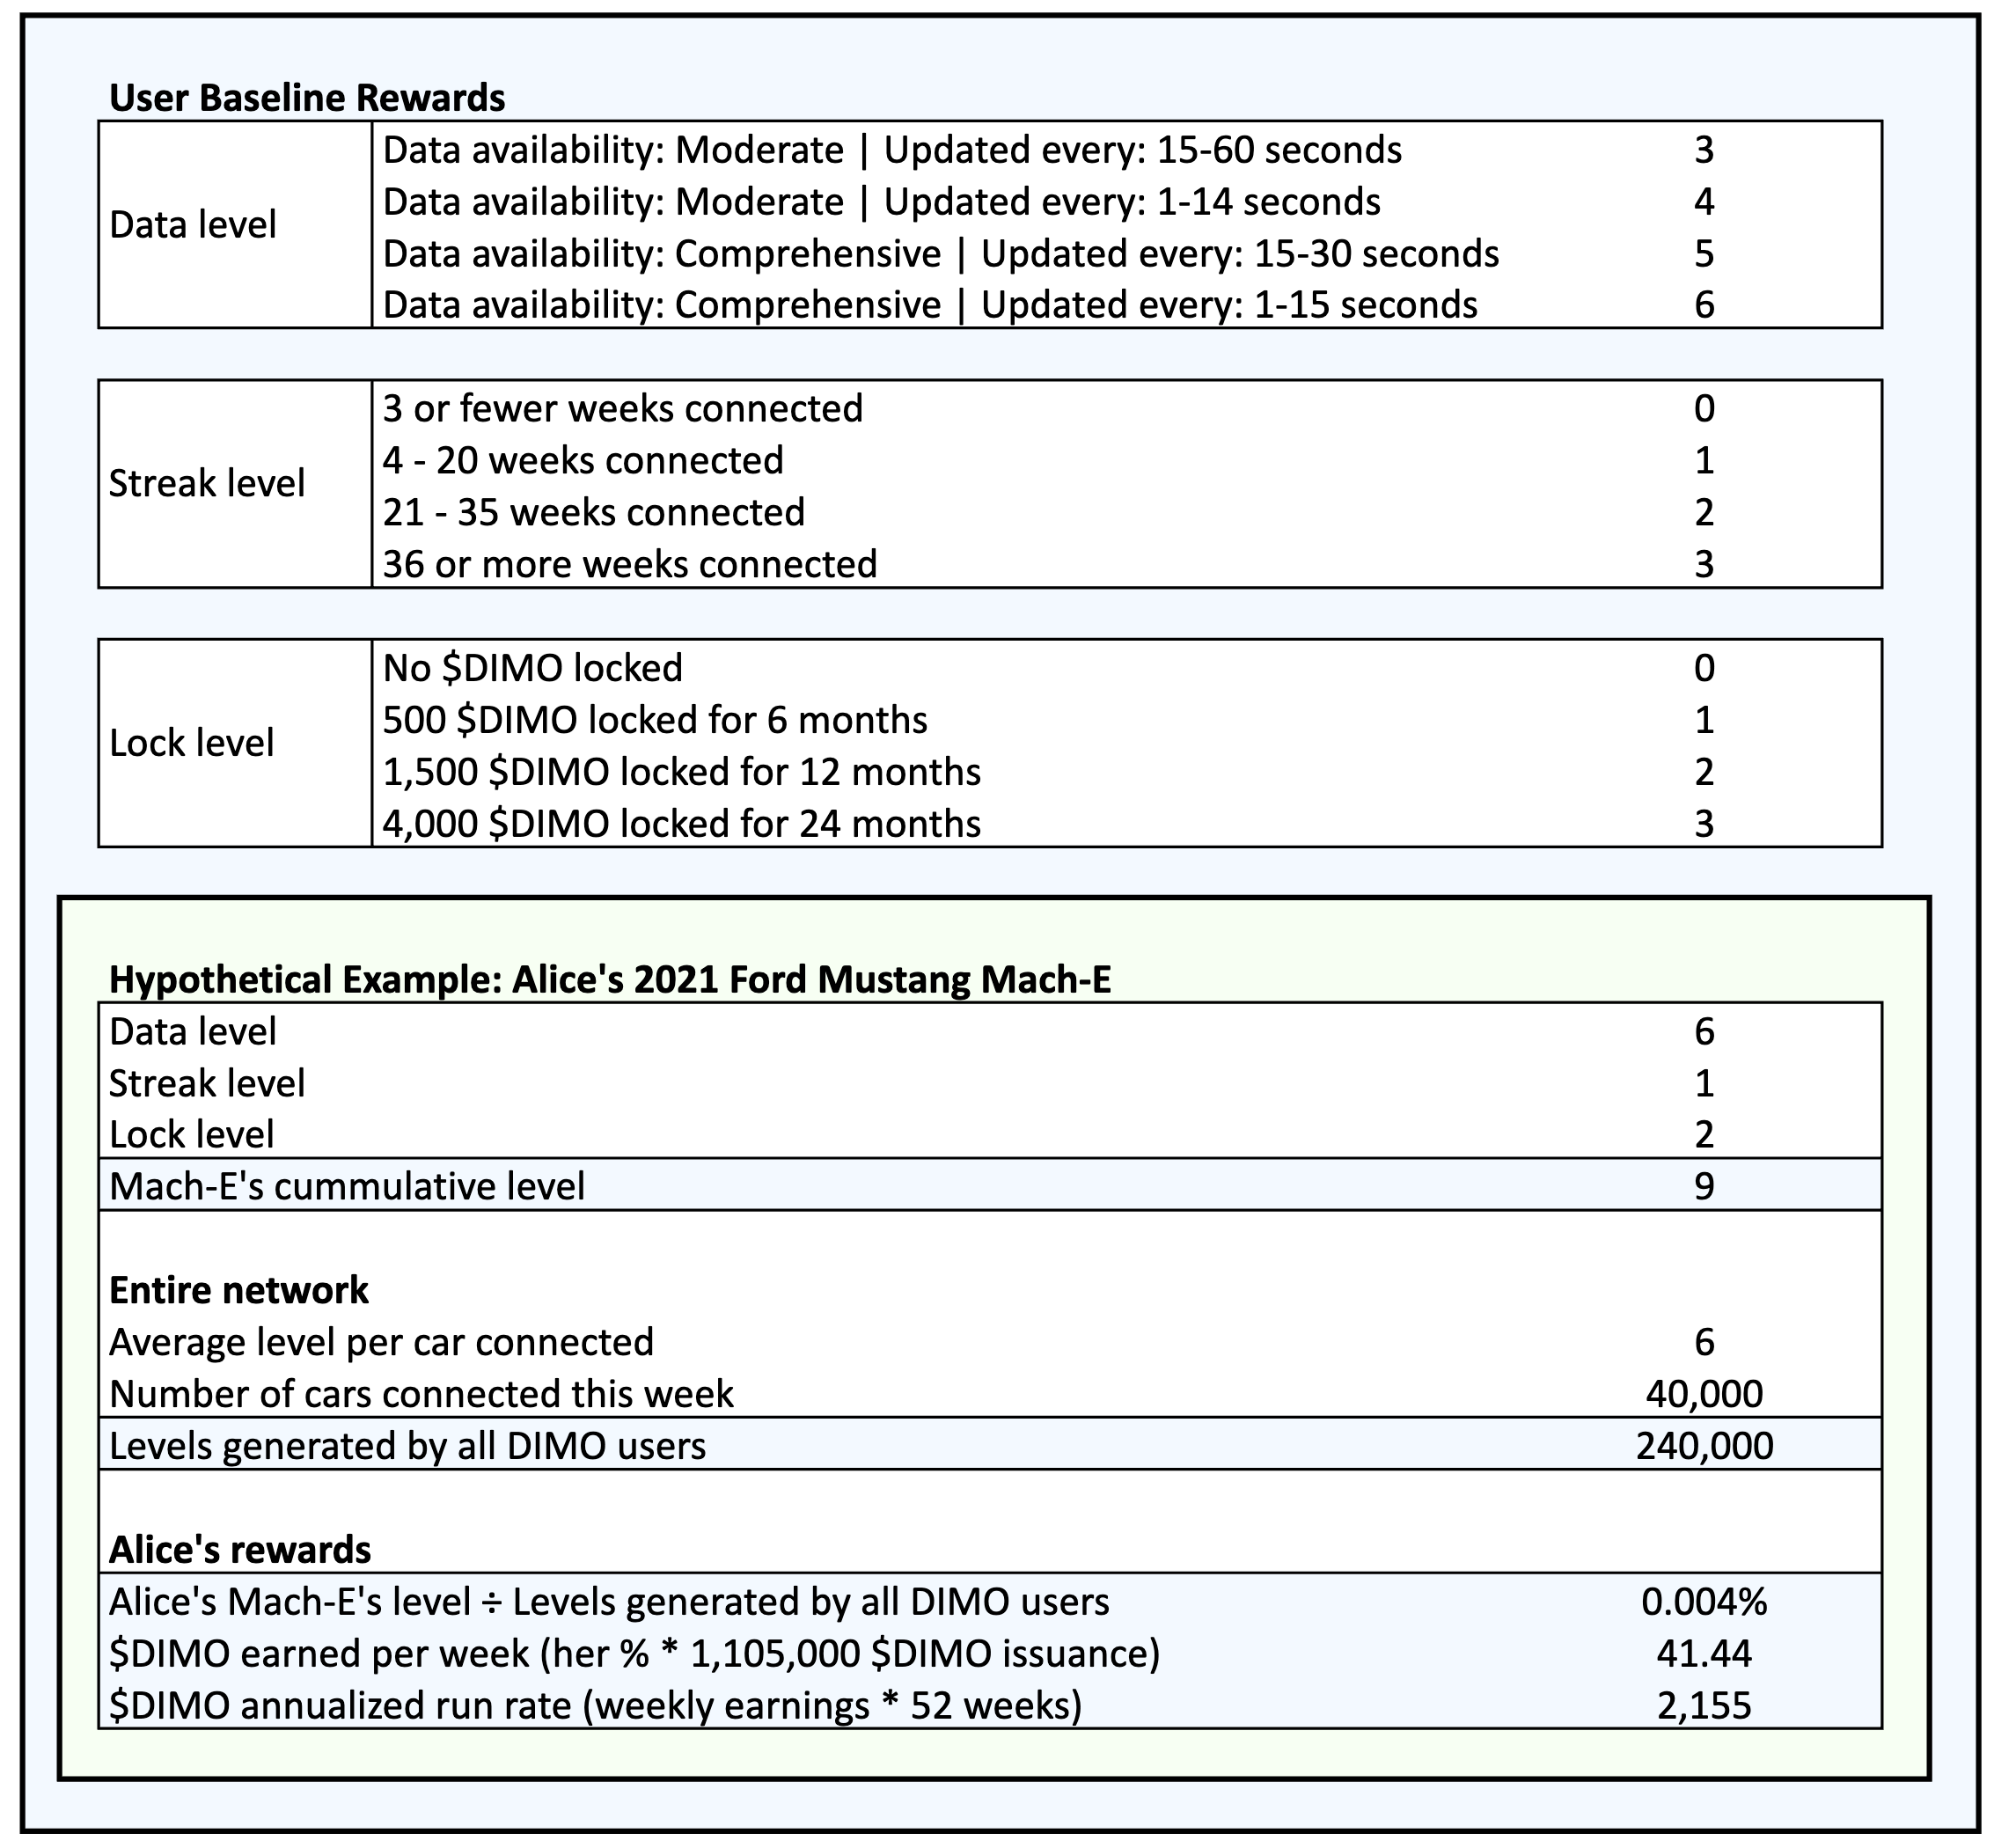 User Baseline Rewards
Data level
Data availability: Moderate | Updated every: 15-60 seconds 3
Data availability: Moderate | Updated every: 1-14 seconds 4
Data availability: Comprehensive | Updated every: 15-30 seconds 5
Data availability: Comprehensive | Updated every: 1-15 seconds 6
Streak level
3 or fewer weeks connected 0
4 - 20 weeks connected 1
21 - 35 weeks connected 2
36 or more weeks connected 3
Lock level
No $DIMO locked 0
500 $DIMO locked for 6 months 1
1,500 $DIMO locked for 12 months 2
4,000 $DIMO locked for 24 months 3
Hypothetical Example: Alice's 2021 Ford Mustang Mach-E
Data level 6
Streak level 1
Lock level 2
Mach-E's cummulative level 9
Entire network
Average level per car connected 6
Number of cars connected this week 40,000
Levels generated by all DIMO users 240,000
Alice's rewards
Alice's Mach-E's level ÷ Levels generated by all DIMO users 0.004%
$DIMO earned per week (her % * 1,105,000 $DIMO issuance) 41.44
$DIMO annualized run rate (weekly earnings * 52 weeks) 2,155